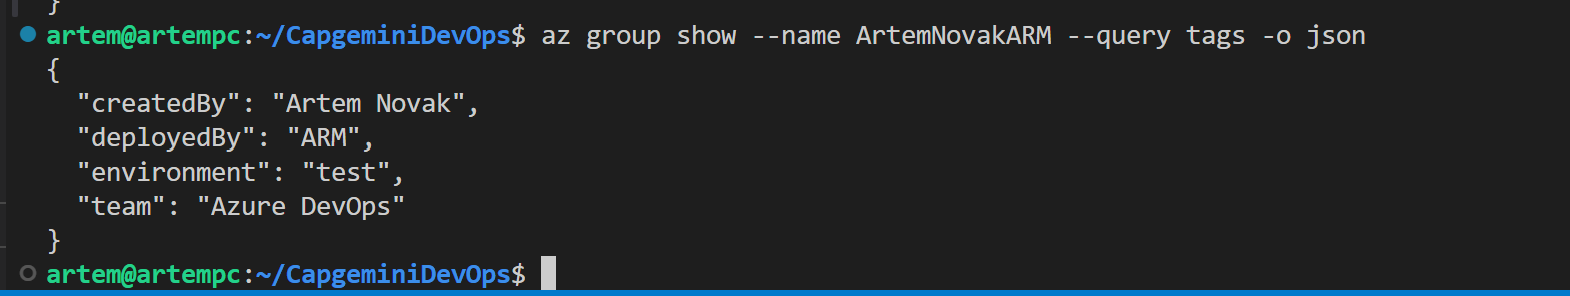 }
artem@artempc:~/CapgeminiDevOps$ az group show --name ArtemNovakARM --query tags -o json
{
  "createdBy": "Artem Novak",
  "deployedBy": "ARM",
  "environment": "test",
  "team": "Azure DevOps"
}
artem@artempc:~/CapgeminiDevOps$